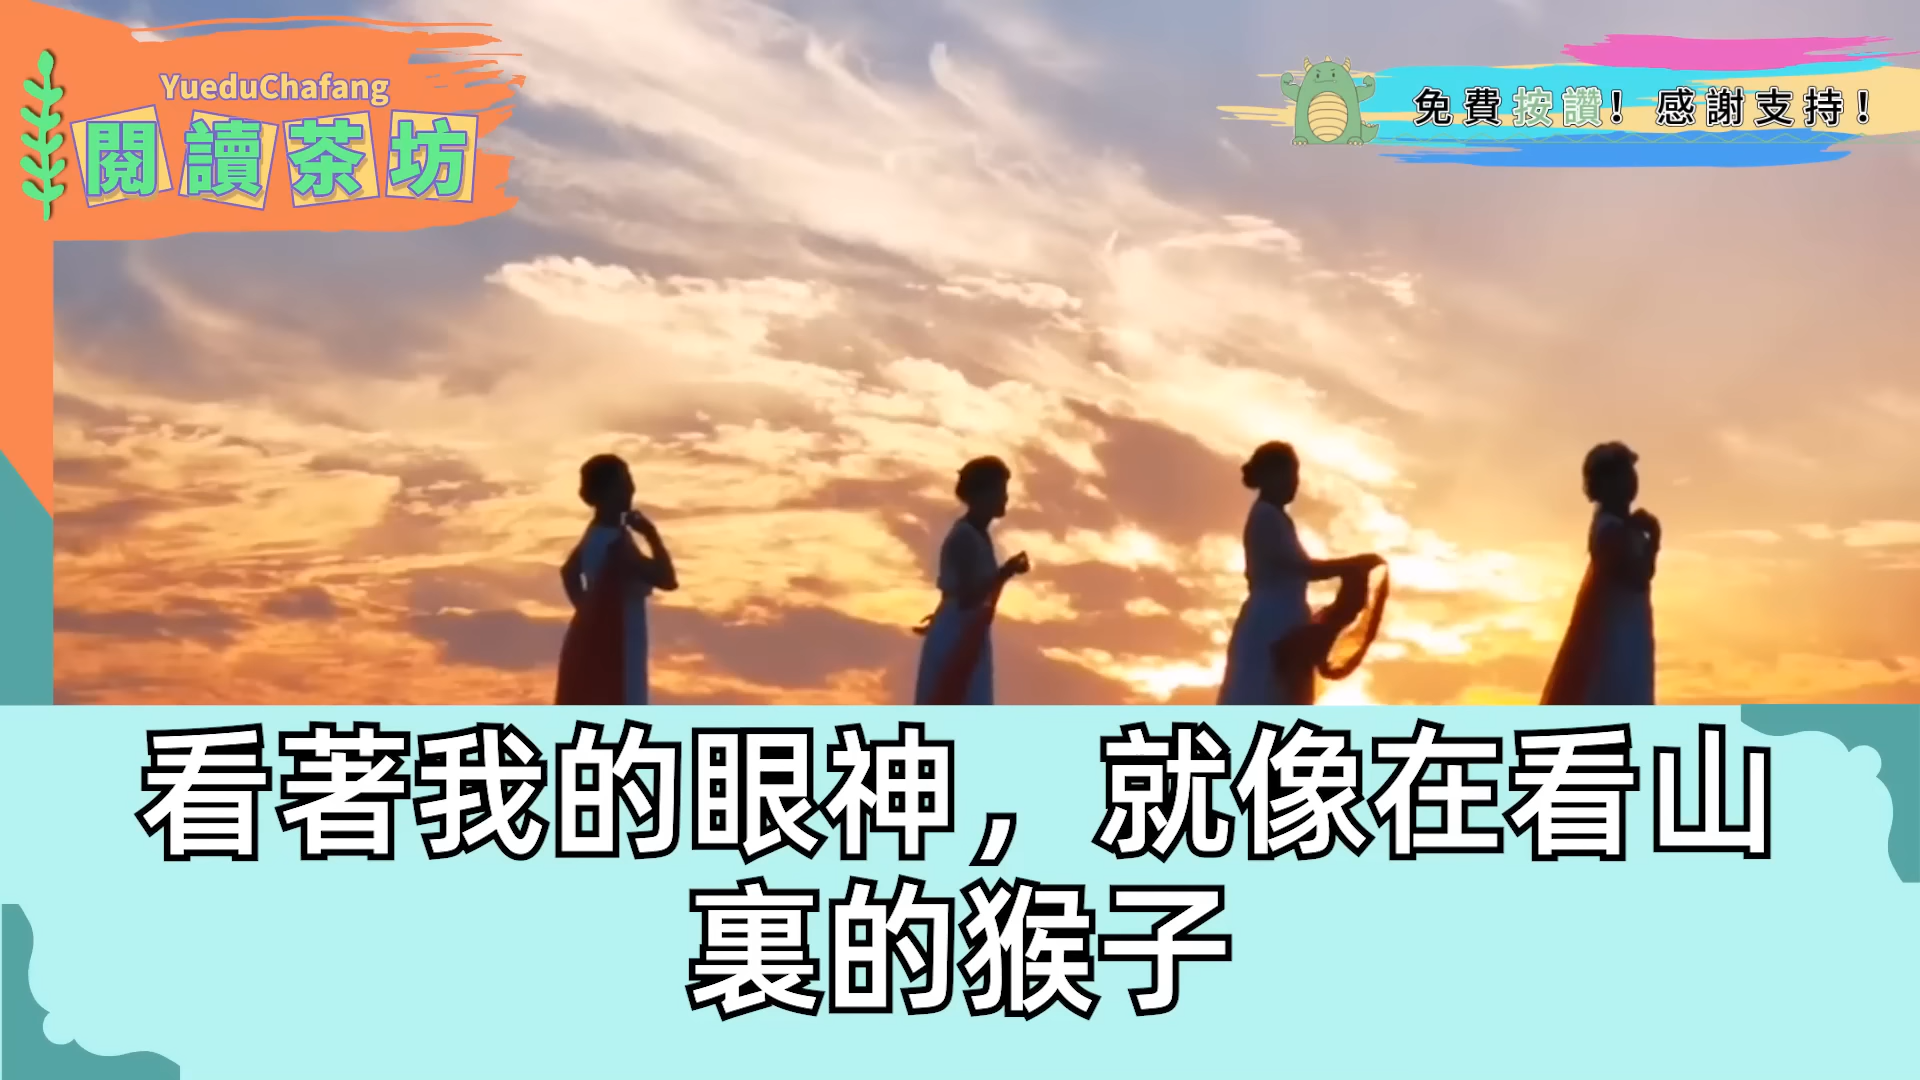 YueduChafang
閱讀茶坊
免費按讚！感謝支持！
看著我的眼神，就像在看山
裏的猴子